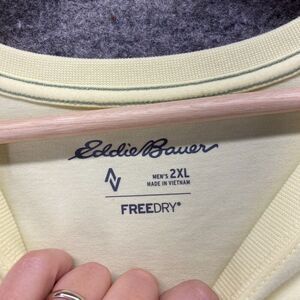 Eddie Bauer
MEN'S 2XL
MADE IN VIETNAM
FREEDRY®